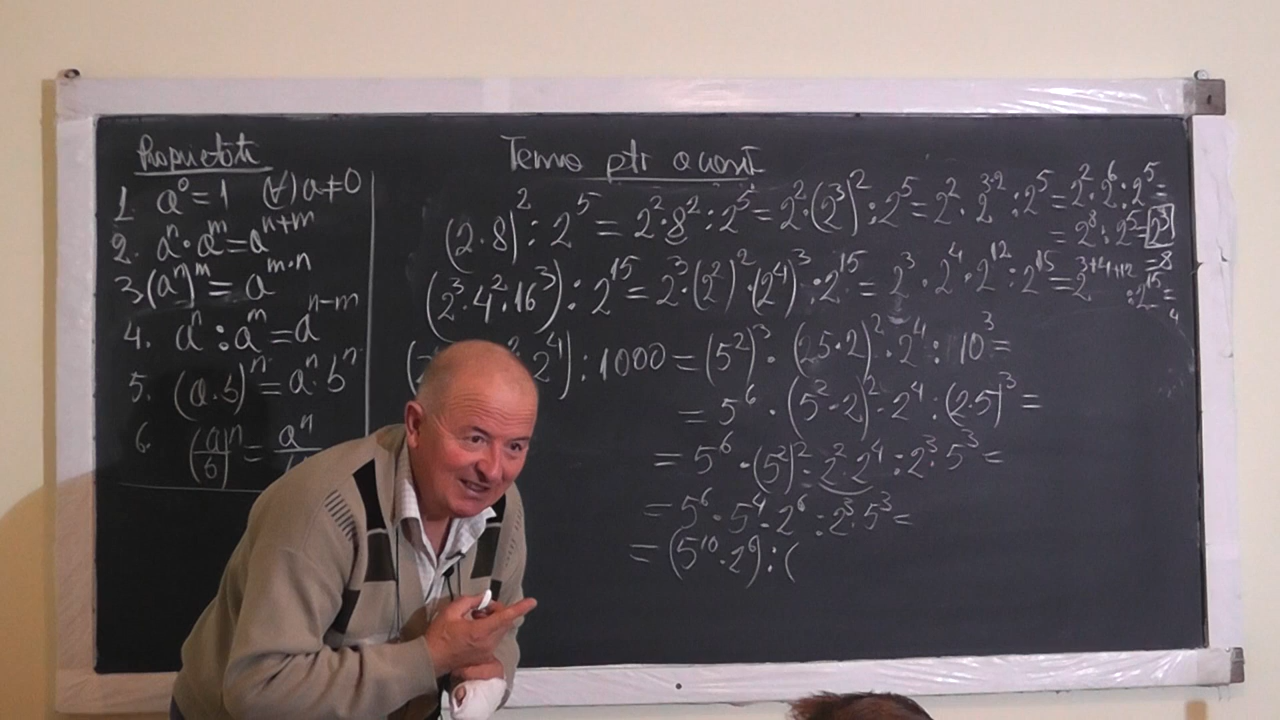 Proprietati
1 a⁰=1 (∀) a≠0
2. aⁿ·aᵐ=aⁿ⁺ᵐ
3 (aⁿ)ᵐ=aᵐ·ⁿ
4. aⁿ:aᵐ=aⁿ⁻ᵐ
5. (a·b)ⁿ=aⁿ·bⁿ
6. (a/b)ⁿ=aⁿ/
Tema ptr
(2·8)²:2⁵=2²·8²:2⁵=2²·(2³)²:2⁵=2²·2³·²:2⁵=2²·2⁶:2⁵=
=2⁸:2⁵=2³
=8
(2³·4²·16³):2¹⁵=2³·(2²)²·(2⁴)³:2¹⁵=2³·2⁴·2¹²:2¹⁵=2³⁺⁴⁺¹²
:2¹⁵=
2⁴):1000=(5²)³·(25·2)²·2⁴:10³=
=5⁶·(5²·2)²·2⁴:(2·5)³=
=5⁶·(5²)²·2²·2⁴:2³·5³=
=5⁶·5⁴·2⁶:2³·5³=
=(5¹⁰·2⁶):(